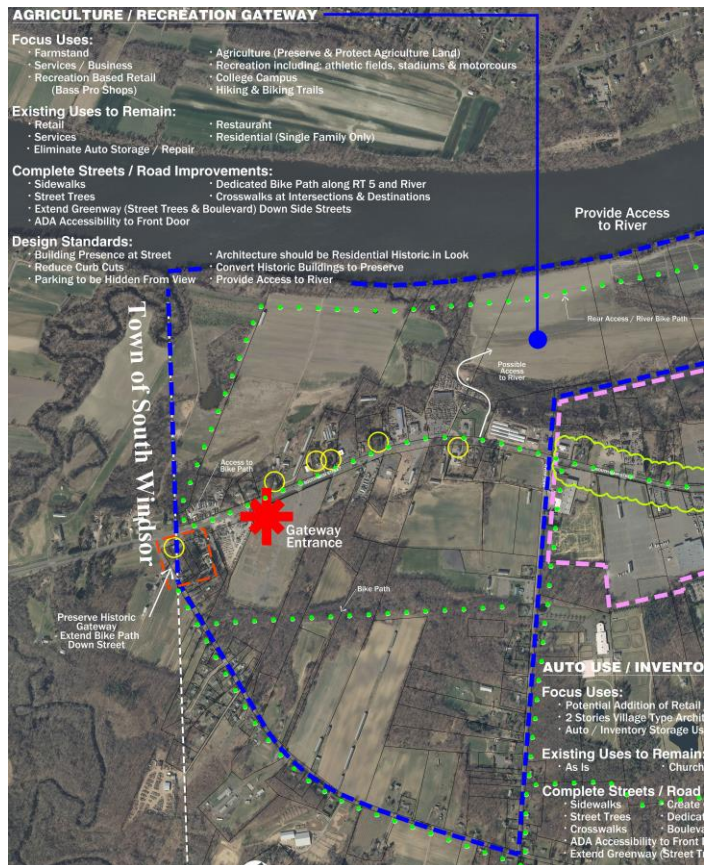 AGRICULTURE / RECREATION GATEWAY
Focus Uses:
· Farmstand
· Services / Business
· Recreation Based Retail
(Bass Pro Shops)
· Agriculture (Preserve & Protect Agriculture Land)
· Recreation including: athletic fields, stadiums & motorcours
· College Campus
· Hiking & Biking Trails
Existing Uses to Remain:
· Retail
· Services
· Eliminate Auto Storage / Repair
· Restaurant
· Residential (Single Family Only)
Complete Streets / Road Improvements:
· Sidewalks
· Street Trees
· Extend Greenway (Street Trees & Boulevard) Down Side Streets
· ADA Accessibility to Front Door
· Dedicated Bike Path along RT 5 and River
· Crosswalks at Intersections & Destinations
Design Standards:
· Building Presence at Street
· Reduce Curb Cuts
· Parking to be Hidden From View
· Architecture should be Residential Historic in Look
· Convert Historic Buildings to Preserve
· Provide Access to River
Provide Access
to River
Rear Access / River Bike Path
Possible
Access
to River
Town of South Windsor
Access to
Bike Path
Gateway
Entrance
Bike Path
Preserve Historic
Gateway
Extend Bike Path
Down Street
AUTO USE / INVENTO
Focus Uses:
· Potential Addition of Retail
· 2 Stories Village Type Archit
· Auto / Inventory Storage Us
Existing Uses to Remain:
· As Is
· Church
Complete Streets / Road
· Sidewalks
· Street Trees
· Crosswalks
· ADA Accessibility to Front
· Extend Greenway (Street Tr
· Create
· Dedicat
· Bouleva